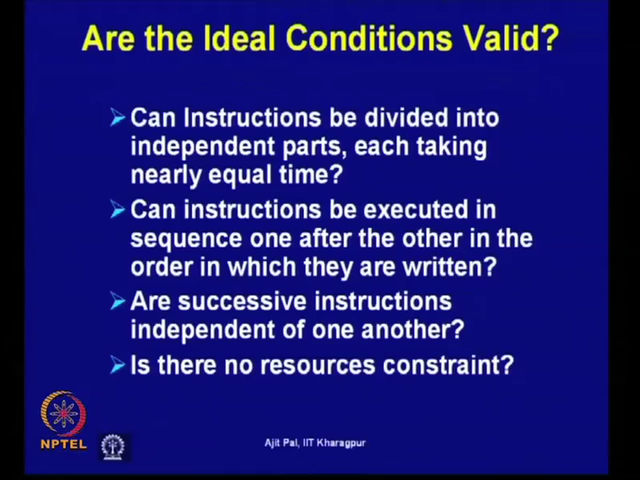 Are the Ideal Conditions Valid?
Can Instructions be divided into
independent parts, each taking
nearly equal time?
Can instructions be executed in
sequence one after the other in the
order in which they are written?
Are successive instructions
independent of one another?
Is there no resources constraint?
NPTEL
Ajit Pal, IIT Kharagpur